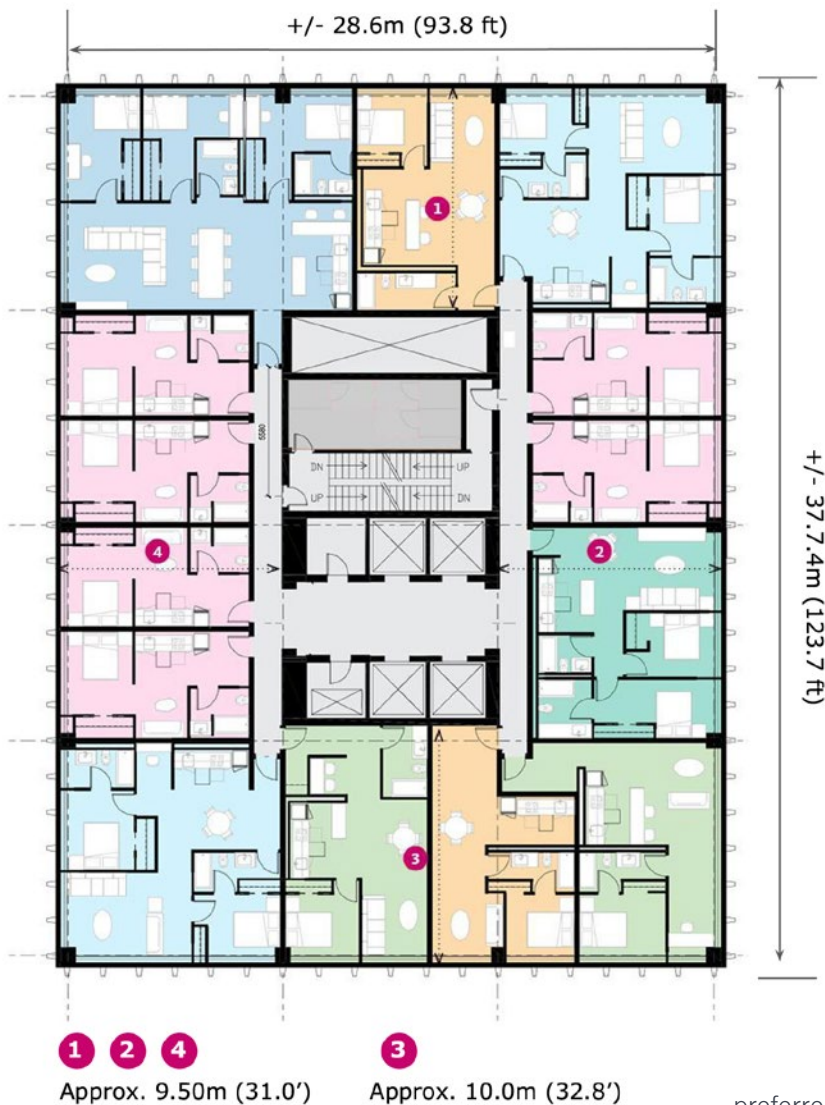 +/- 28.6m (93.8 ft)
1
5580
DN UP
UP DN
+/- 37.7.4m (123.7 ft)
4
2
3
1 2 4 3
Approx. 9.50m (31.0') Approx. 10.0m (32.8')
preferre